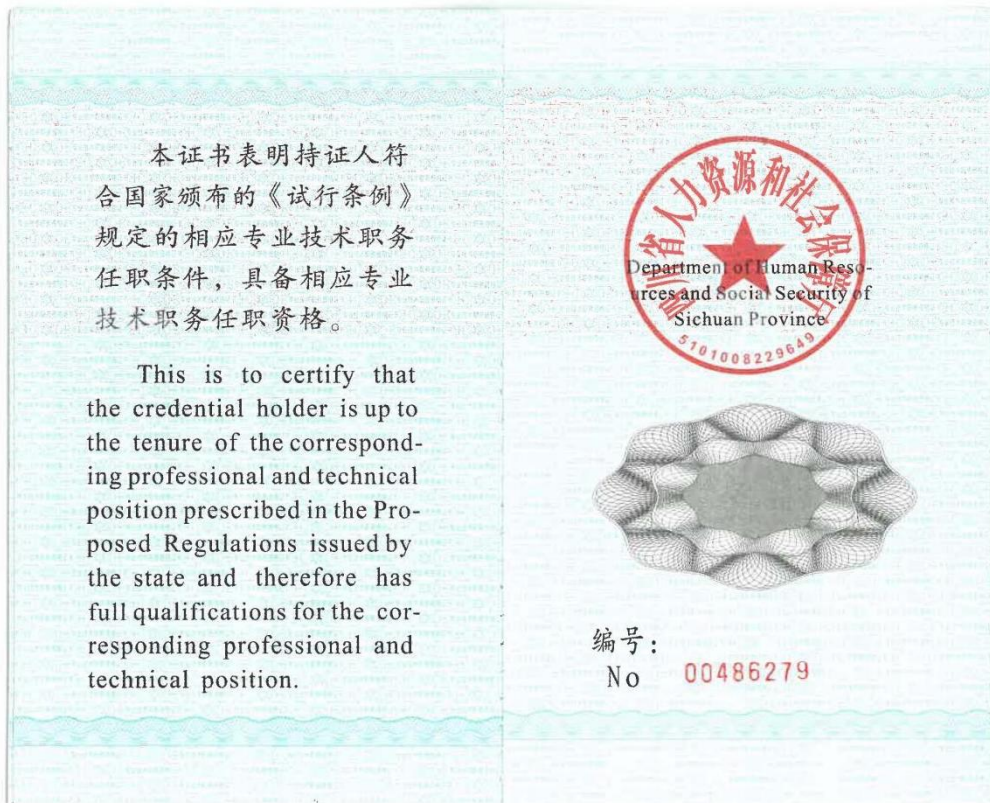 本证书表明持证人符
合国家颁布的《试行条例》
规定的相应专业技术职务
任职条件，具备相应专业
技术职务任职资格。
This is to certify that
the credential holder is up to
the tenure of the correspond-
ing professional and technical
position prescribed in the Pro-
posed Regulations issued by
the state and therefore has
full qualifications for the cor-
responding professional and
technical position.
四川省人力资源和社会保障厅
Department of Human Reso-
urces and Social Security of
Sichuan Province
5101008229649
编号：
No 00486279